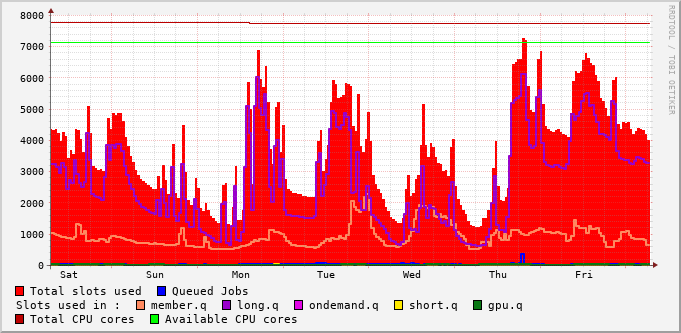 8000
7000
6000
5000
4000
3000
2000
1000
0
Sat Sun Mon Tue Wed Thu Fri
RRDTOOL / TOBI OETIKER
Total slots used Queued Jobs
Slots used in : member.q long.q ondemand.q short.q gpu.q
Total CPU cores Available CPU cores